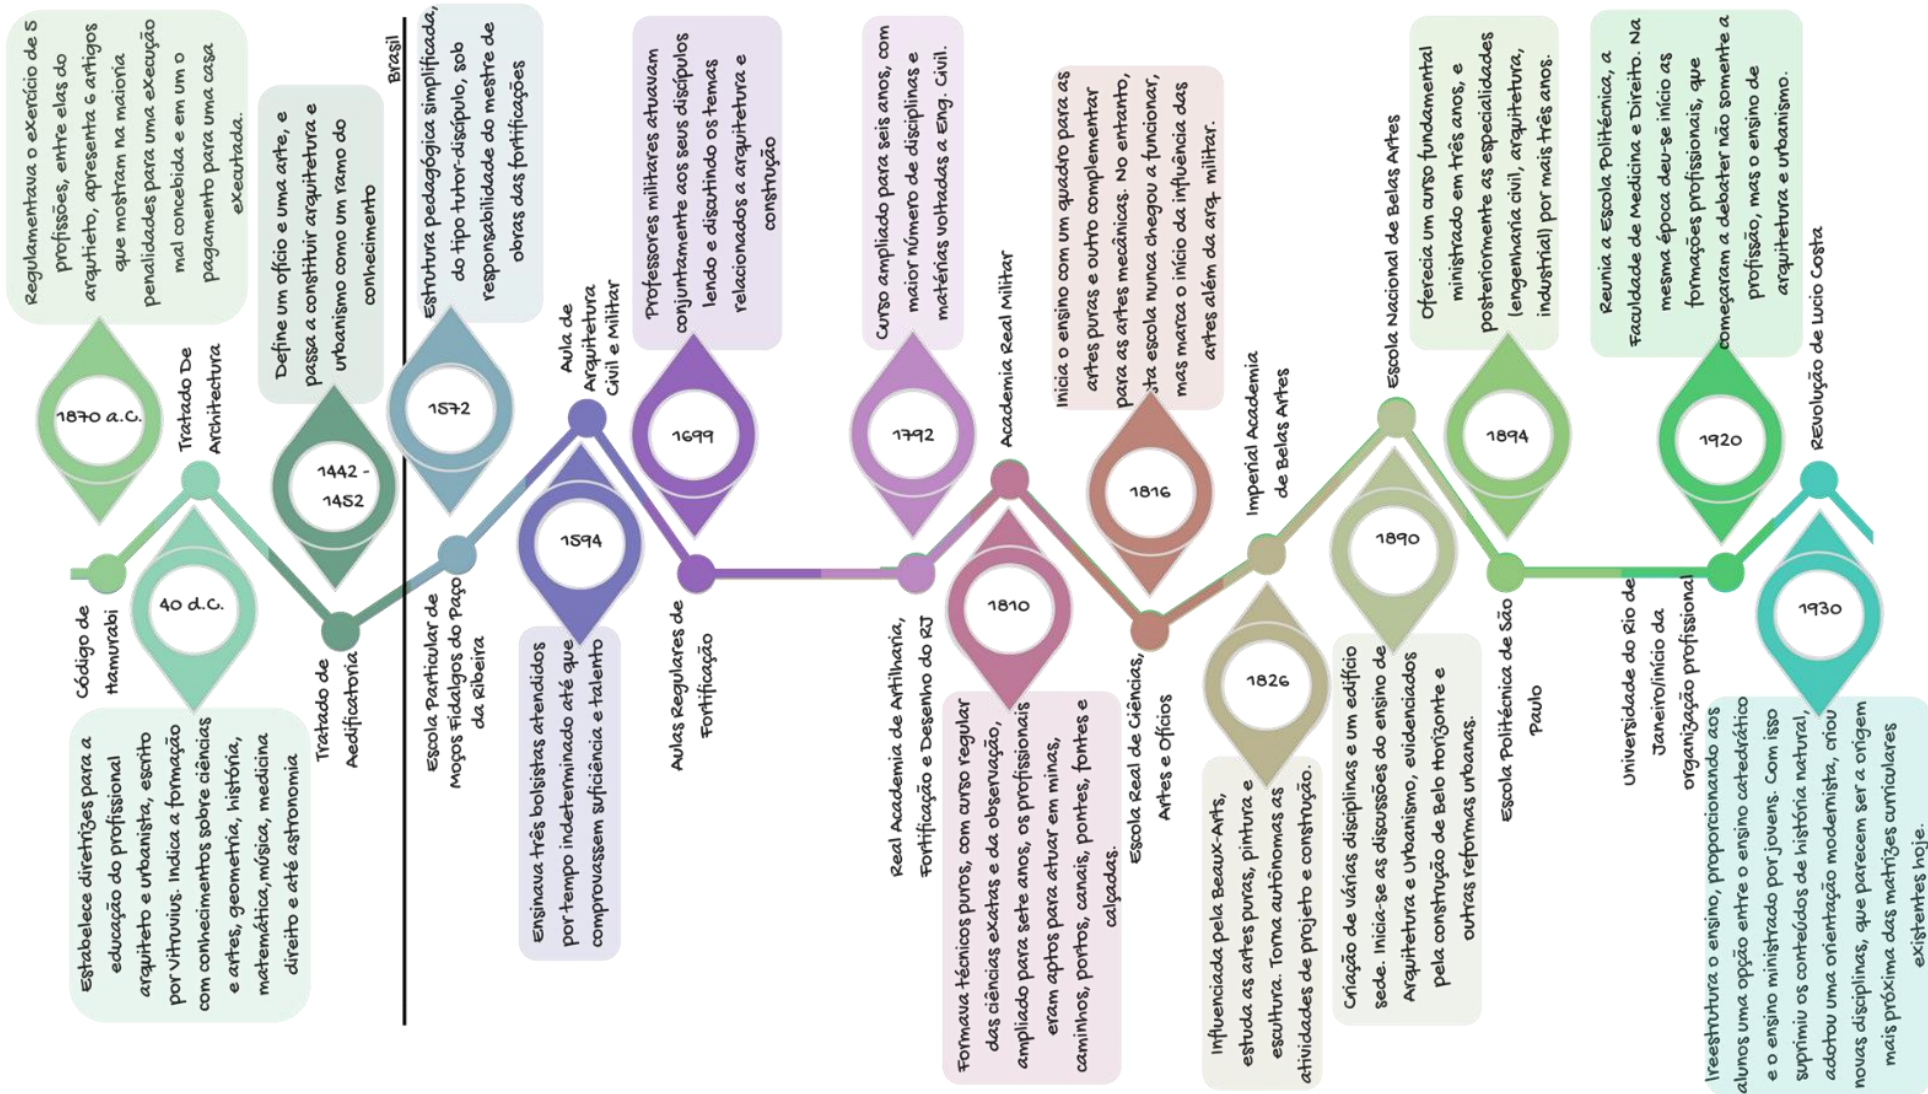 Regulamentava o exercício de 5
profissões, entre elas do
arqutieto, apresenta 6 artigos
que mostram na maioria
penalidades para uma execução
mal concebida e em um o
pagamento para uma casa
executada.
1870 a.C.
Código de
Hamurabi
Tratado De
Architectura
40 d.C.
Estabelece diretrizes para a
educação do profissional
arquiteto e urbanista, escrito
por Vitruvius. Indica a formação
com conhecimentos sobre ciências
e artes, geometria, história,
matemática, música, medicina
direito e até astronomia
Define um ofício e uma arte, e
passa a constituir arquitetura e
urbanismo como um ramo do
conhecimento
1442 -
1452
Tratado de
Aedificatoria
Brasil
Estrutura pedagógica simplificada,
do tipo tutor-discípulo, sob
responsabilidade do mestre de
obras das fortificações
1572
Escola Particular de
Moços Fidalgos do Paço
da Ribeira
Aula de
Arquitetura
Civil e Militar
1594
Ensinava três bolsistas atendidos
por tempo indeterminado até que
comprovassem suficiência e talento
Professores militares atuavam
conjuntamente aos seus discípulos
lendo e discutindo os temas
relacionados a arquitetura e
construção
1699
Aulas Regulares de
Fortificação
Curso ampliado para seis anos, com
maior número de disciplinas e
matérias voltadas a Eng. Civil.
1792
Real Academia de Artilharia,
Fortificação e Desenho do RJ
Academia Real Militar
1810
Formava técnicos puros, com curso regular
das ciências exatas e da observação,
ampliado para sete anos, os profissionais
eram aptos para atuar em minas,
caminhos, portos, canais, pontes, fontes e
calçadas.
Inicia o ensino com um quadro para as
artes puras e outro complementar
para as artes mecânicas. No entanto,
sta escola nunca chegou a funcionar,
mas marca o início da influência das
artes além da arq. militar.
1816
Escola Real de Ciências,
Artes e Ofícios
Imperial Academia
de Belas Artes
1826
Influenciada pela Beaux-Arts,
estuda as artes puras, pintura e
escultura. Torna autônomas as
atividades de projeto e construção.
Escola Nacional de Belas Artes
1890
Criação de várias disciplinas e um edifício
sede. Inicia-se as discussões do ensino de
Arquitetura e Urbanismo, evidenciados
pela construção de Belo Horizonte e
outras reformas urbanas.
Oferecia um curso fundamental
ministrado em três anos, e
posteriormente as especialidades
(engenharia civil, arquitetura,
industrial) por mais três anos.
1894
Escola Politécnica de São
Paulo
Reunia a Escola Politécnica, a
Faculdade de Medicina e Direito. Na
mesma época deu-se início as
formações profissionais, que
começaram a debater não somente a
profissão, mas o ensino de
arquitetura e urbanismo.
1920
Universidade do Rio de
Janeiro/início da
organização profissional
REvolução de Lucio Costa
1930
Ireestrutura o ensino, proporcionando aos
alunos uma opção entre o ensino catedrático
e o ensino ministrado por jovens. Com isso
suprimiu os conteúdos de história natural,
adotou uma orientação modernista, criou
novas disciplinas, que parecem ser a origem
mais próxima das matrizes curriculares
existentes hoje.